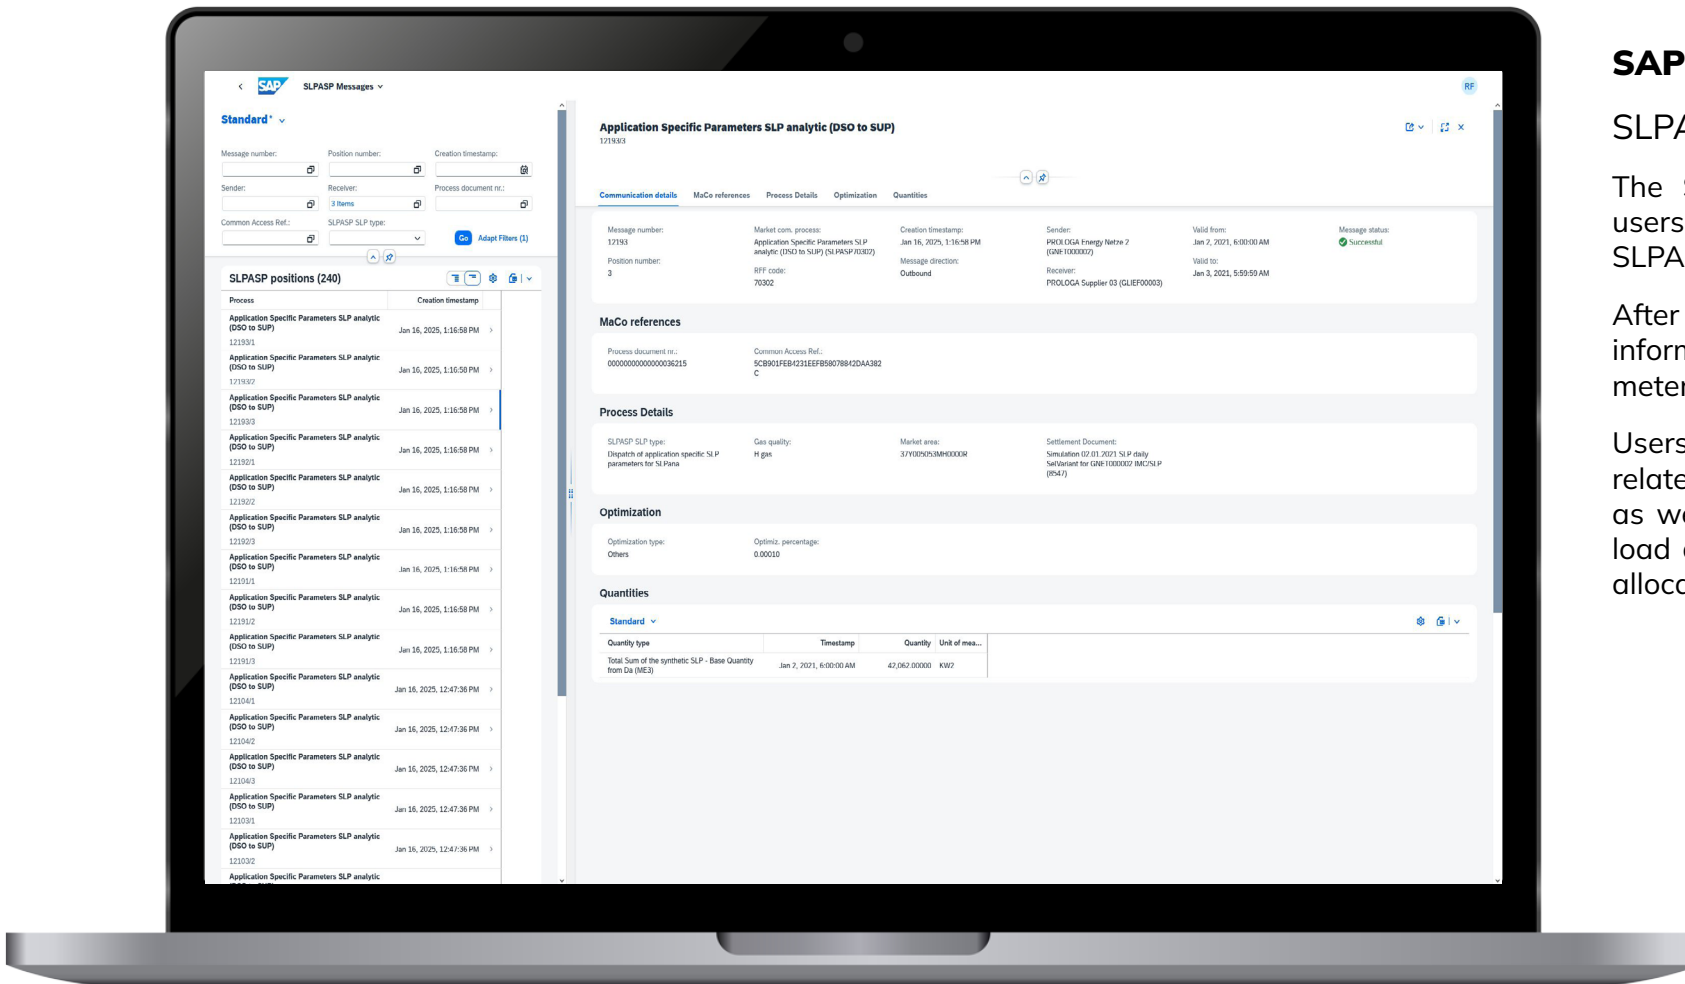 SAP
SLPASP Messages
RF
Standard*
Message number:
Position number:
Creation timestamp:
Sender:
Receiver:
Process document nr.:
3 Items
Common Access Ref.:
SLPASP SLP type:
Go
Adapt Filters (1)
SLPASP positions (240)
Process
Creation timestamp
Application Specific Parameters SLP analytic
(DSO to SUP)
Jan 16, 2025, 1:16:58 PM
12193/1
Application Specific Parameters SLP analytic
(DSO to SUP)
Jan 16, 2025, 1:16:58 PM
12193/2
Application Specific Parameters SLP analytic
(DSO to SUP)
Jan 16, 2025, 1:16:58 PM
12193/3
Application Specific Parameters SLP analytic
(DSO to SUP)
Jan 16, 2025, 1:16:58 PM
12192/1
Application Specific Parameters SLP analytic
(DSO to SUP)
Jan 16, 2025, 1:16:58 PM
12192/2
Application Specific Parameters SLP analytic
(DSO to SUP)
Jan 16, 2025, 1:16:58 PM
12192/3
Application Specific Parameters SLP analytic
(DSO to SUP)
Jan 16, 2025, 1:16:58 PM
12191/1
Application Specific Parameters SLP analytic
(DSO to SUP)
Jan 16, 2025, 1:16:58 PM
12191/2
Application Specific Parameters SLP analytic
(DSO to SUP)
Jan 16, 2025, 1:16:58 PM
12191/3
Application Specific Parameters SLP analytic
(DSO to SUP)
Jan 16, 2025, 12:47:36 PM
12104/1
Application Specific Parameters SLP analytic
(DSO to SUP)
Jan 16, 2025, 12:47:36 PM
12104/2
Application Specific Parameters SLP analytic
(DSO to SUP)
Jan 16, 2025, 12:47:36 PM
12104/3
Application Specific Parameters SLP analytic
(DSO to SUP)
Jan 16, 2025, 12:47:36 PM
12103/1
Application Specific Parameters SLP analytic
(DSO to SUP)
Jan 16, 2025, 12:47:36 PM
12103/2
Application Specific Parameters SLP analytic
Application Specific Parameters SLP analytic (DSO to SUP)
12193/3
Communication details
MaCo references
Process Details
Optimization
Quantities
Message number:
12193
Position number:
3
Market com. process:
Application Specific Parameters SLP
analytic (DSO to SUP) (SLPASP70302)
RFF code:
70302
Creation timestamp:
Jan 16, 2025, 1:16:58 PM
Message direction:
Outbound
Sender:
PROLOGA Energy Netze 2
(GNET000002)
Receiver:
PROLOGA Supplier 03 (GLIEF00003)
Valid from:
Jan 2, 2021, 6:00:00 AM
Valid to:
Jan 3, 2021, 5:59:59 AM
Message status:
Successful
MaCo references
Process document nr.:
00000000000000036215
Common Access Ref.:
5CB901FEB4231EEFB58078842DAA382
C
Process Details
SLPASP SLP type:
Dispatch of application specific SLP
parameters for SLPana
Gas quality:
H gas
Market area:
37Y005053MH0000R
Settlement Document:
Simulation 02.01.2021 SLP daily
SelVariant for GNET000002 IMC/SLP
(8547)
Optimization
Optimization type:
Others
Optimiz. percentage:
0.00010
Quantities
Standard
Quantity type
Timestamp
Quantity
Unit of mea...
Total Sum of the synthetic SLP - Base Quantity
from Da (ME3)
Jan 2, 2021, 6:00:00 AM
42,062.00000
KW2
SAP
SLPA
The S
users
SLPA
After
inform
meter
Users
relate
as we
load
alloca